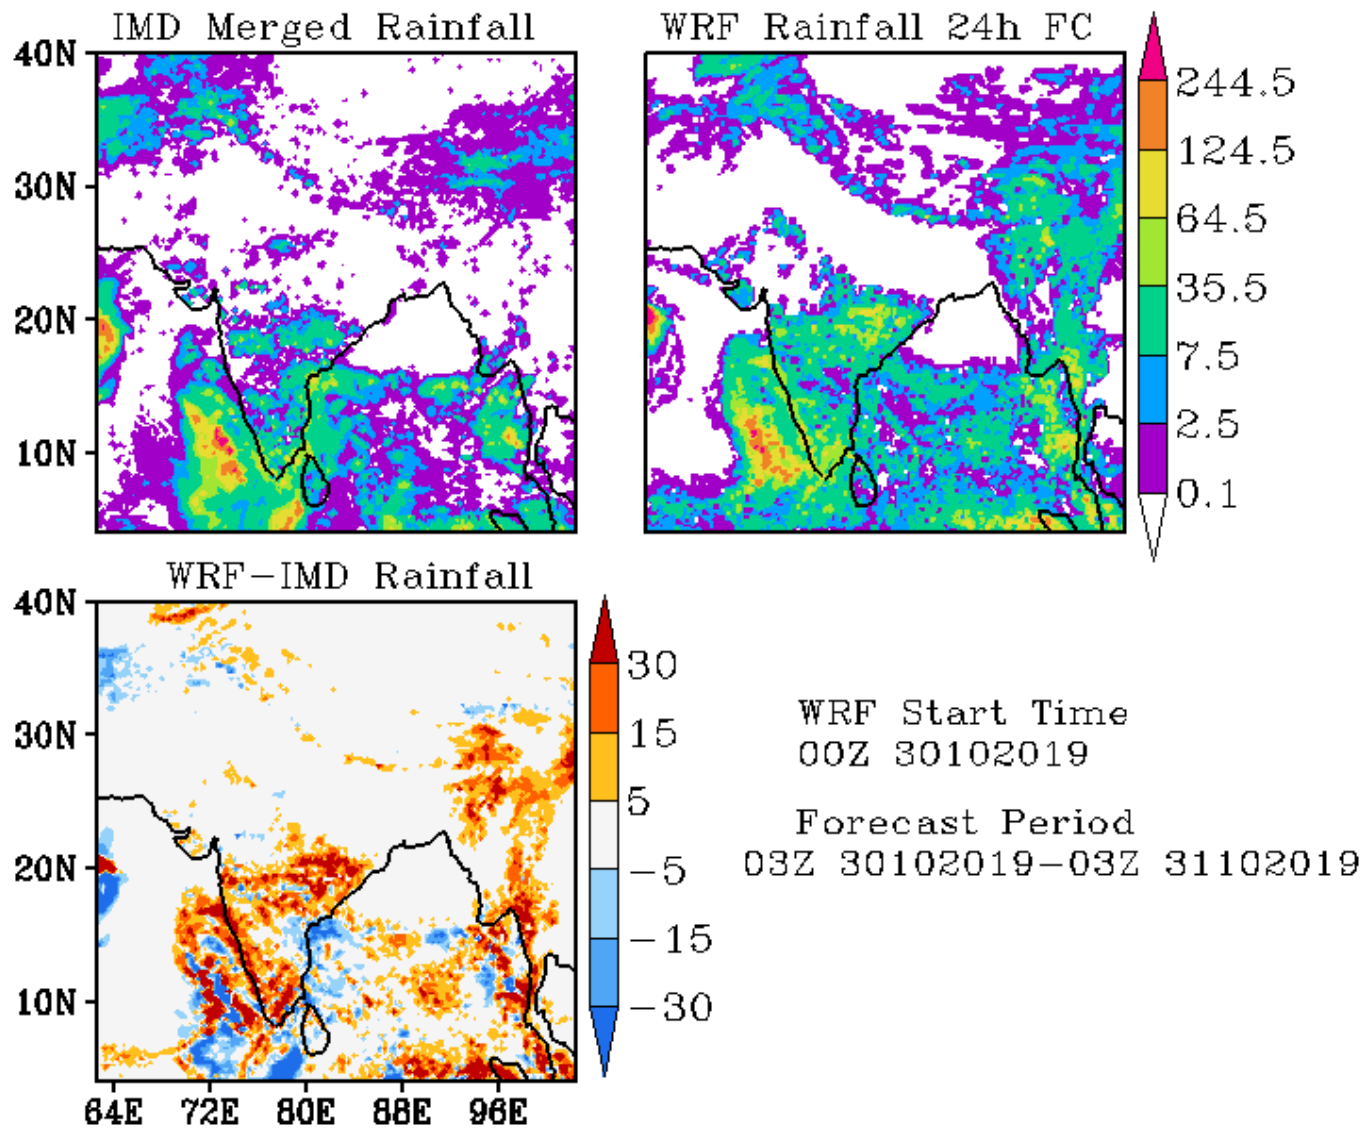 IMD Merged Rainfall
WRF Rainfall 24h FC
40N
30N
20N
10N
244.5
124.5
64.5
35.5
7.5
2.5
0.1
WRF-IMD Rainfall
40N
30N
20N
10N
64E 72E 80E 88E 96E
30
15
5
-5
-15
-30
WRF Start Time
00Z 30102019
Forecast Period
03Z 30102019-03Z 31102019